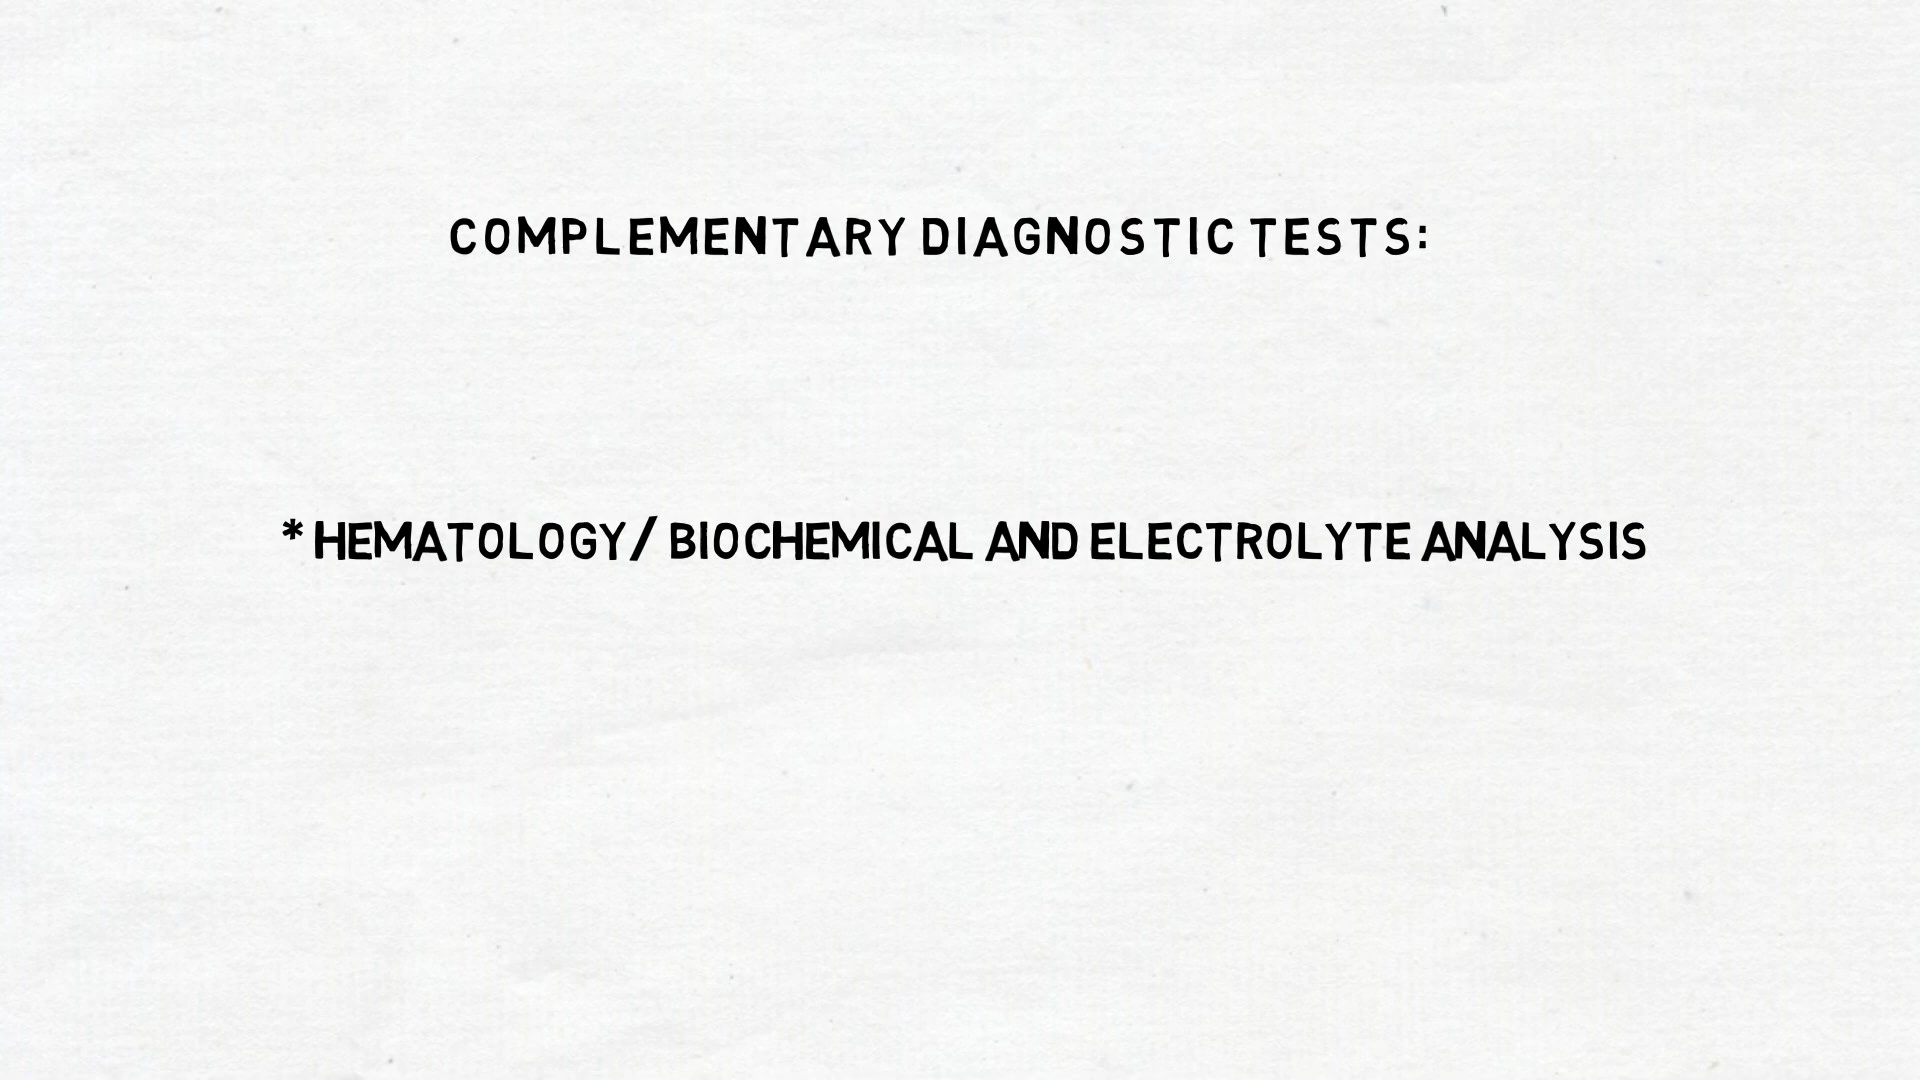 COMPLEMENTARY DIAGNOSTIC TESTS:
* HEMATOLOGY/ BIOCHEMICAL AND ELECTROLYTE ANALYSIS